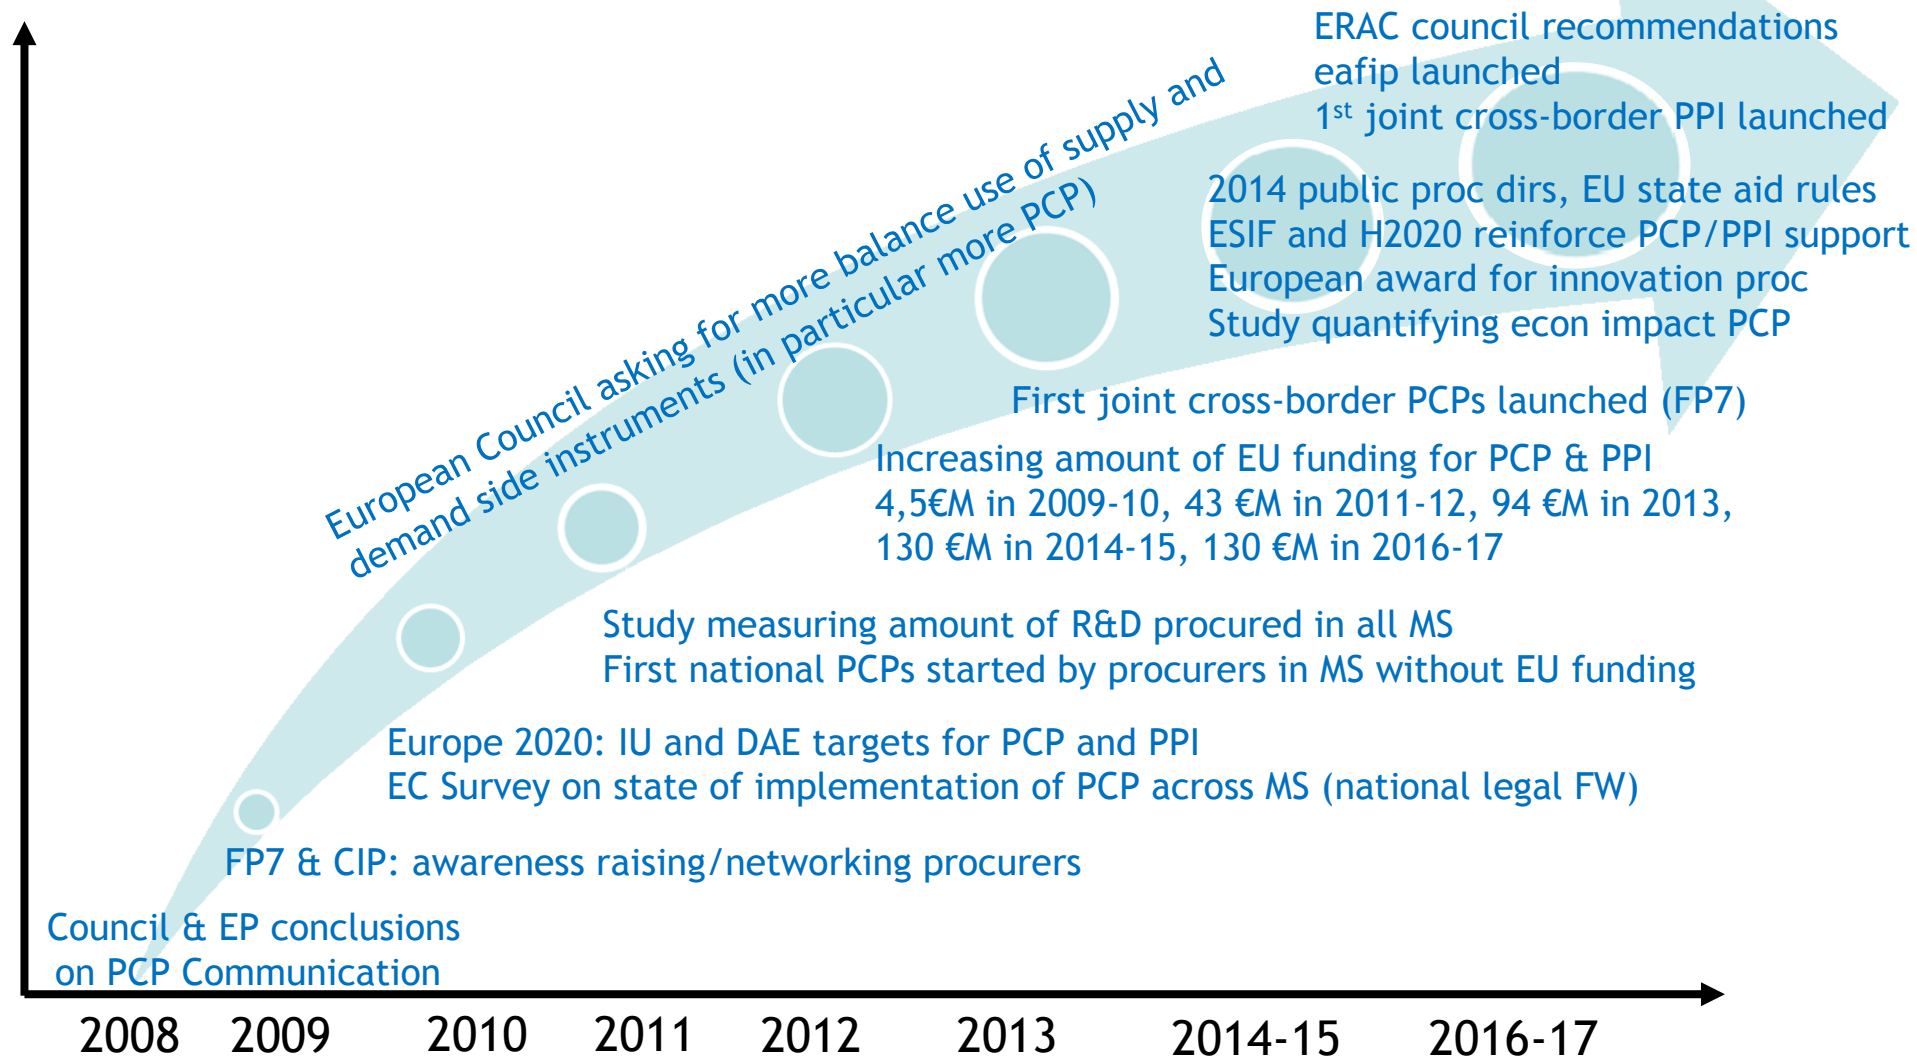 ERAC council recommendations
eafip launched
1st joint cross-border PPI launched
European Council asking for more balance use of supply and
demand side instruments (in particular more PCP)
2014 public proc dirs, EU state aid rules
ESIF and H2020 reinforce PCP/PPI support
European award for innovation proc
Study quantifying econ impact PCP
First joint cross-border PCPs launched (FP7)
Increasing amount of EU funding for PCP & PPI
4,5€M in 2009-10, 43 €M in 2011-12, 94 €M in 2013,
130 €M in 2014-15, 130 €M in 2016-17
Study measuring amount of R&D procured in all MS
First national PCPs started by procurers in MS without EU funding
Europe 2020: IU and DAE targets for PCP and PPI
EC Survey on state of implementation of PCP across MS (national legal FW)
FP7 & CIP: awareness raising/networking procurers
Council & EP conclusions
on PCP Communication
2008 2009 2010 2011 2012 2013 2014-15 2016-17